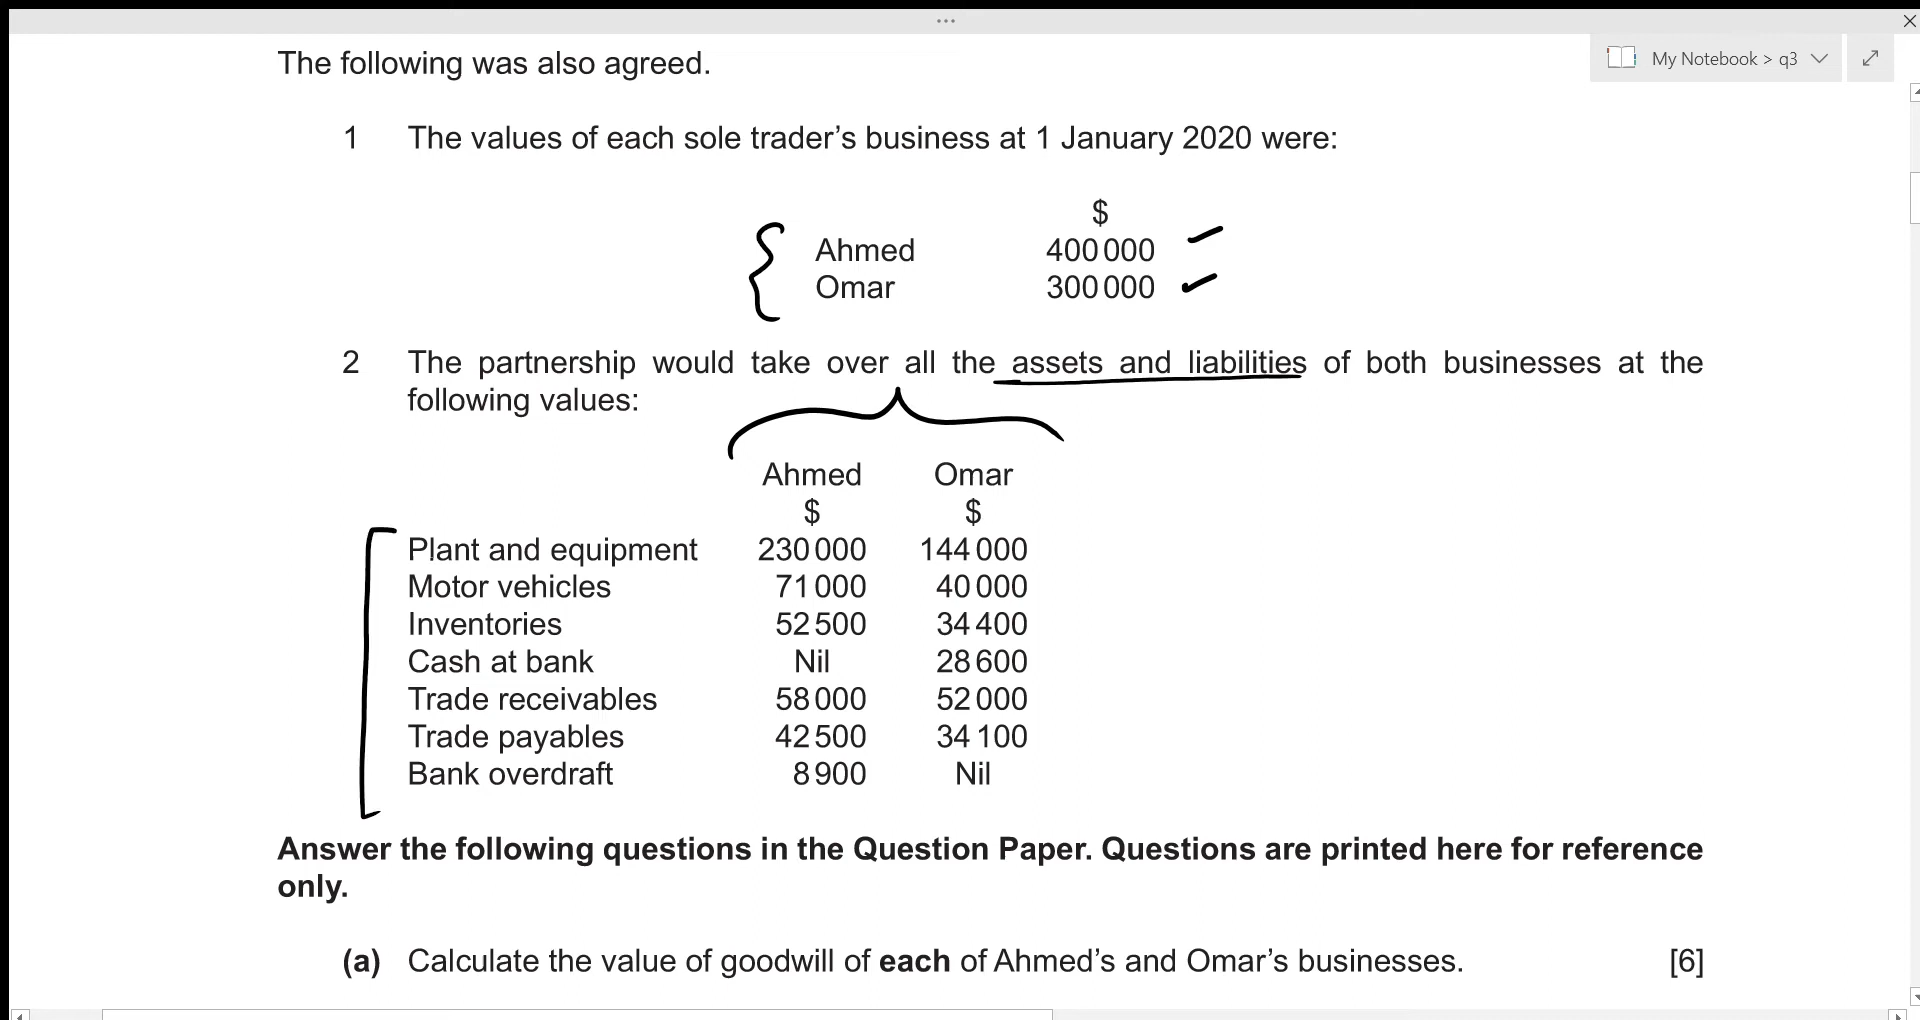 ...
My Notebook > q3
The following was also agreed.
1 The values of each sole trader’s business at 1 January 2020 were:
$
Ahmed 400 000
Omar 300 000
2 The partnership would take over all the assets and liabilities of both businesses at the
following values:
Ahmed Omar
$ $
Plant and equipment 230 000 144 000
Motor vehicles 71 000 40 000
Inventories 52 500 34 400
Cash at bank Nil 28 600
Trade receivables 58 000 52 000
Trade payables 42 500 34 100
Bank overdraft 8 900 Nil
Answer the following questions in the Question Paper. Questions are printed here for reference
only.
(a) Calculate the value of goodwill of each of Ahmed’s and Omar’s businesses. [6]